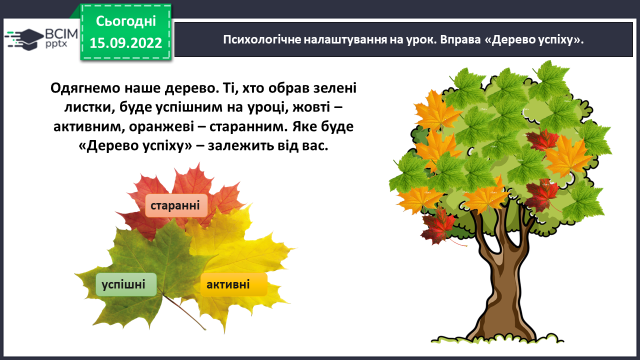 ВСІМ
pptx
Сьогодні
15.09.2022
Психологічне налаштування на урок. Вправа «Дерево успіху».
Одягнемо наше дерево. Ті, хто обрав зелені
листки, буде успішним на уроці, жовті –
активним, оранжеві – старанним. Яке буде
«Дерево успіху» – залежить від вас.
старанні
успішні
активні